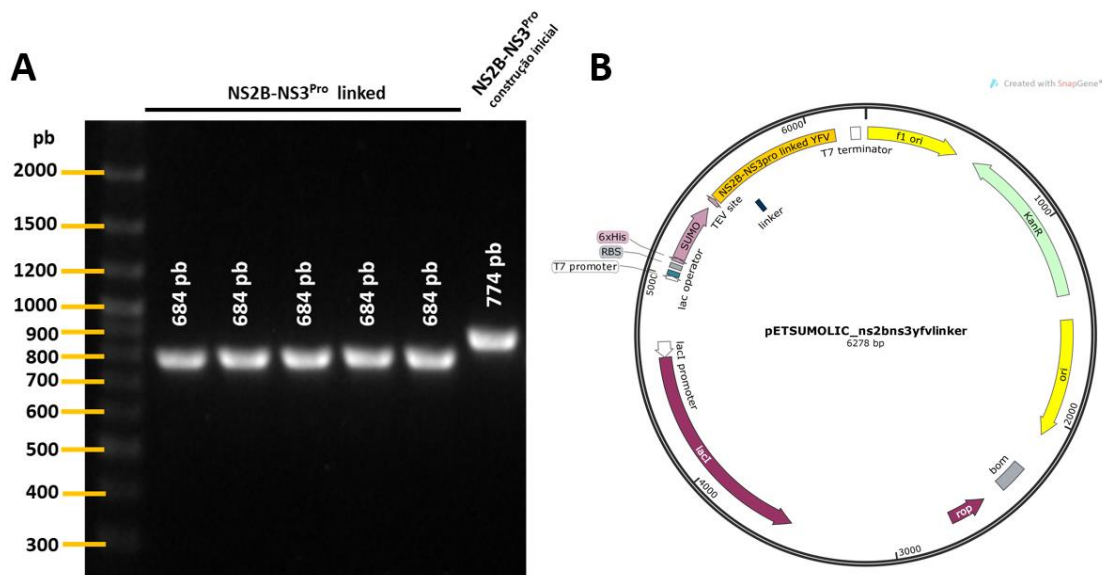 A
NS2B-NS3Pro linked
NS2B-NS3Pro
construção inicial
pb
2000
1500
1200
1000
900
800
700
600
500
400
300
684 pb
684 pb
684 pb
684 pb
684 pb
774 pb
B
Created with SnapGene®
6000
T7 terminator
f1 ori
NS2B-NS3pro linked YFV
1000
KanR
TEV site
linker
SUMO
6xHis
RBS
T7 promoter
lac operator
5000
pETSUMOLIC_ns2bns3yfvlinker
6278 bp
lacI promoter
ori
2000
lacI
bom
4000
rop
3000